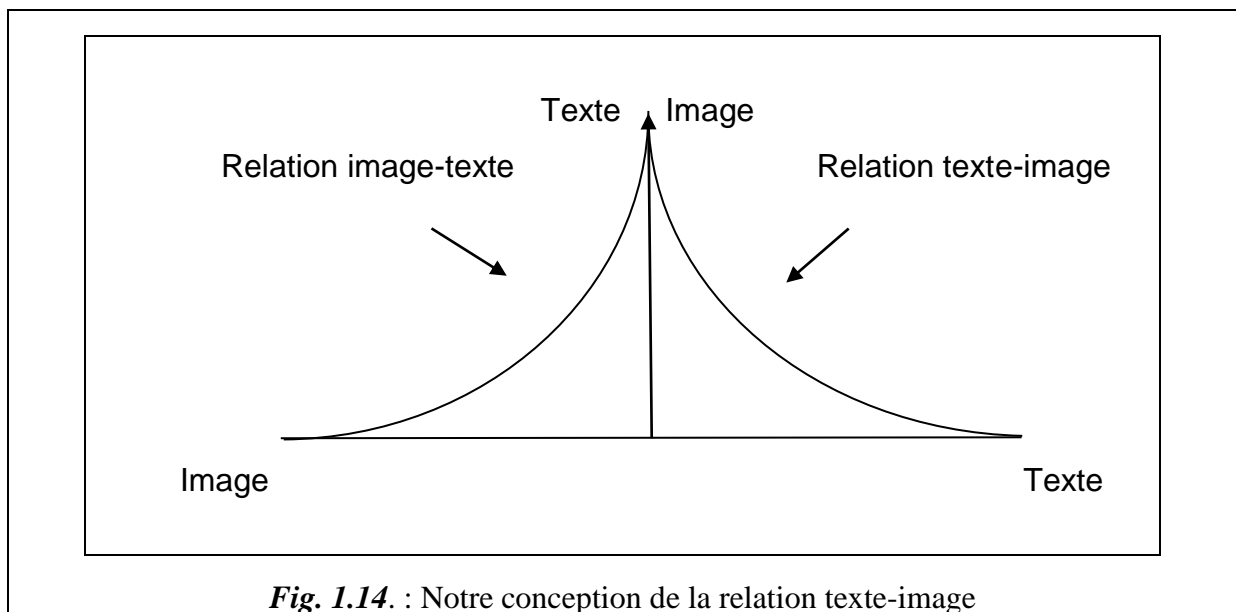 Texte Image
Relation image-texte Relation texte-image
Image Texte
Fig. 1.14. : Notre conception de la relation texte-image